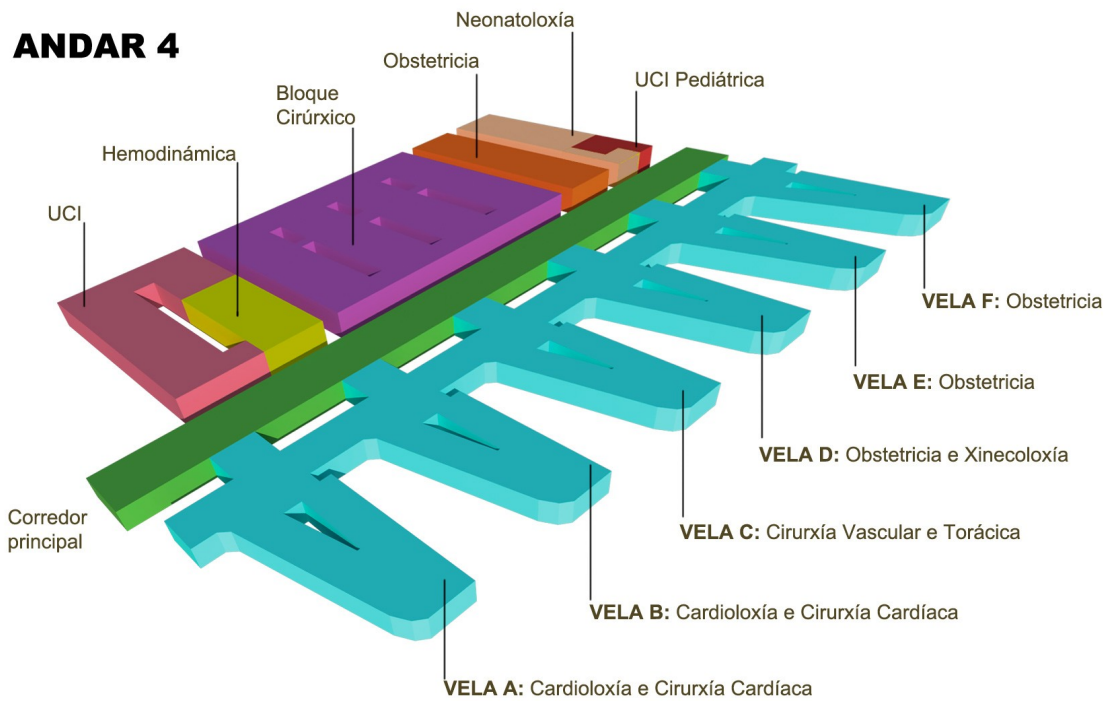 ANDAR 4
Neonatoloxía
Obstetricia
UCI Pediátrica
Bloque
Cirúrxico
Hemodinámica
UCI
VELA F: Obstetricia
VELA E: Obstetricia
VELA D: Obstetricia e Xinecoloxía
Corredor
principal
VELA C: Cirurxía Vascular e Torácica
VELA B: Cardioloxía e Cirurxía Cardíaca
VELA A: Cardioloxía e Cirurxía Cardíaca